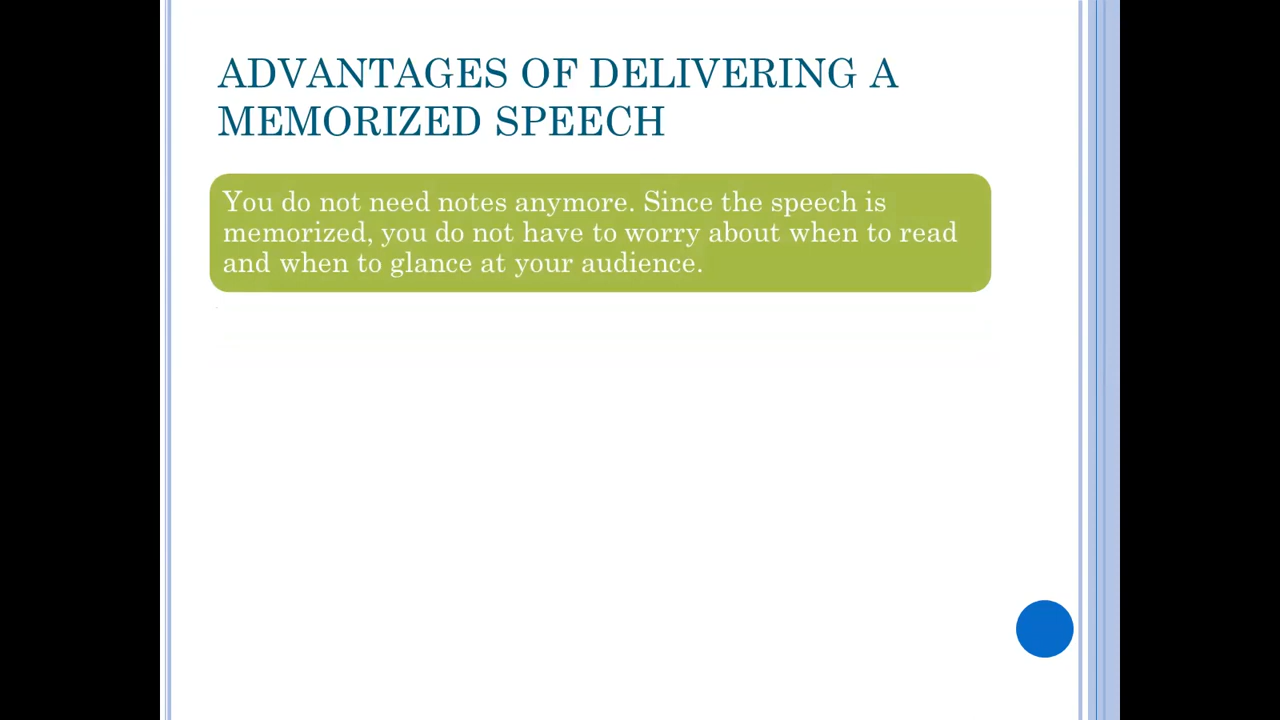 ADVANTAGES OF DELIVERING A
MEMORIZED SPEECH
You do not need notes anymore. Since the speech is
memorized, you do not have to worry about when to read
and when to glance at your audience.